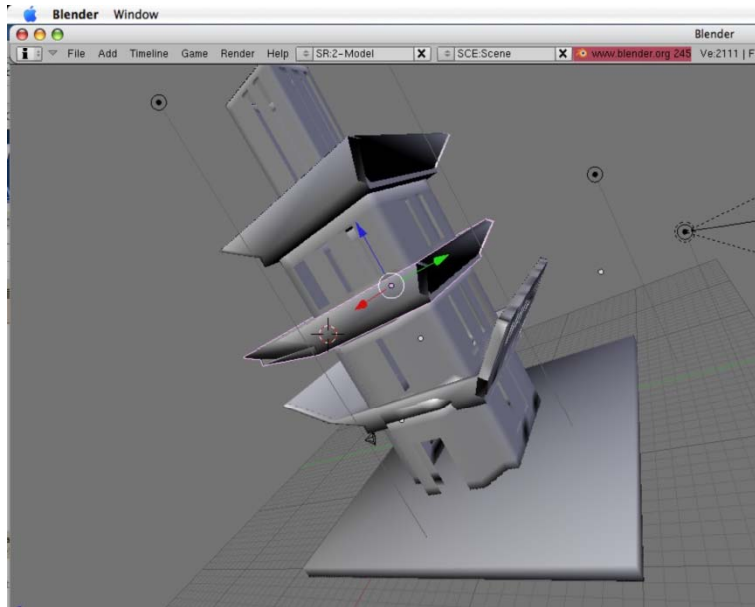 Blender Window
Blender
File Add Timeline Game Render Help SR:2-Model X SCE:Scene X www.blender.org 245 Ve:2111 | F